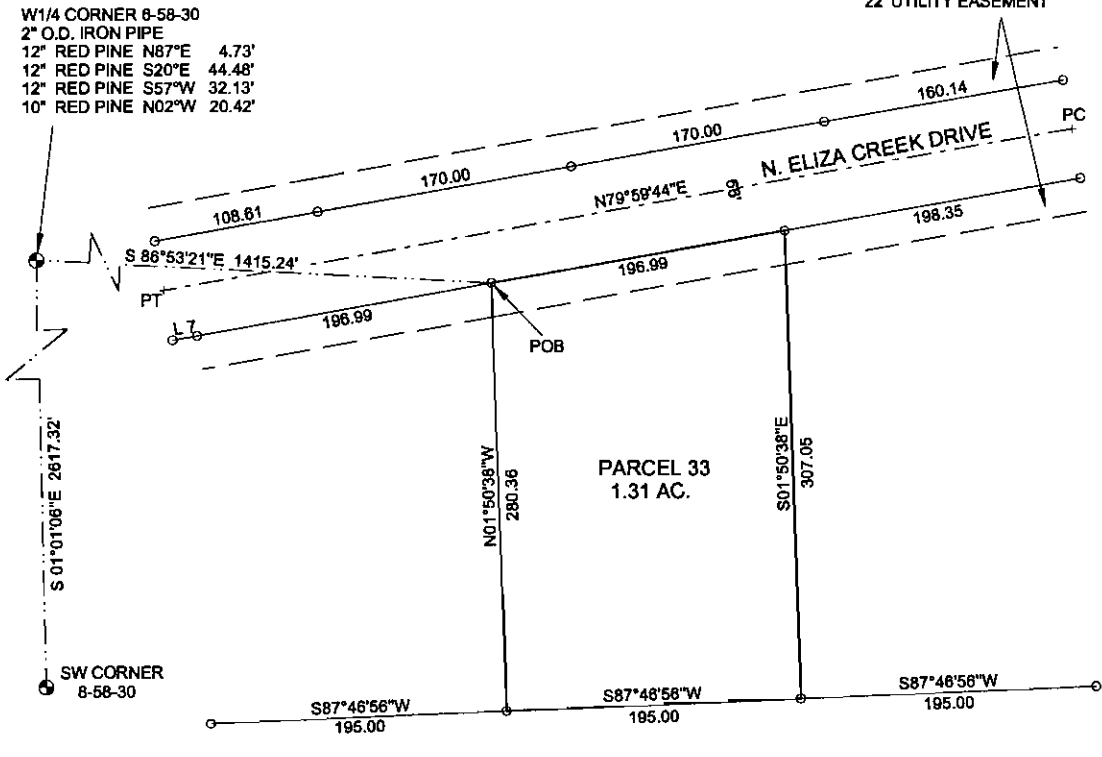 W1/4 CORNER 8-58-30
2" O.D. IRON PIPE
12" RED PINE N87°E 4.73'
12" RED PINE S20°E 44.48'
12" RED PINE S57°W 32.13'
10" RED PINE N02°W 20.42'
22' UTILITY EASEMENT
160.14
PC
170.00
N. ELIZA CREEK DRIVE
170.00
N79°59'44"E
68'
108.61
198.35
S 86°53'21"E 1415.24'
196.99
PT
L 7
196.99
POB
S 01°01'06"E 2617.32'
N01°50'38"W
280.36
PARCEL 33
1.31 AC.
S01°50'38"E
307.05
SW CORNER
8-58-30
S87°46'56"W
195.00
S87°46'56"W
195.00
S87°46'56"W
195.00